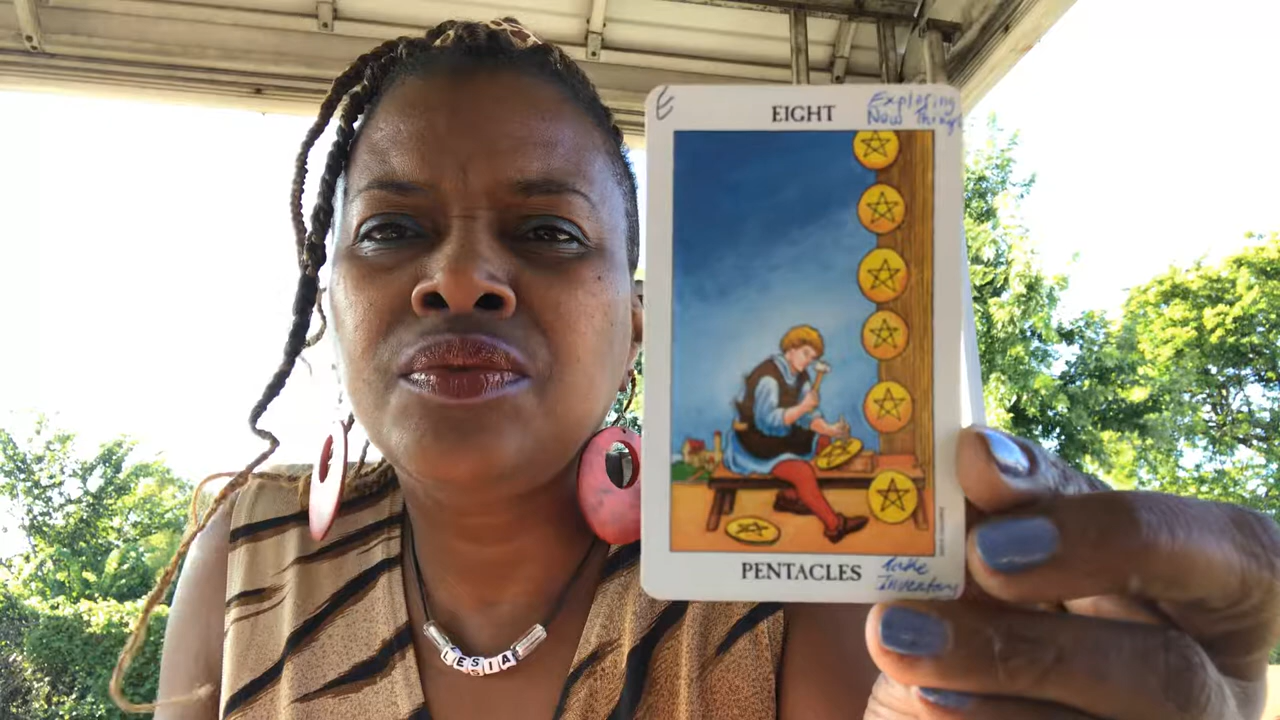 E
EIGHT
Exploring
New Things
PENTACLES
Take
Inventory
LESIA